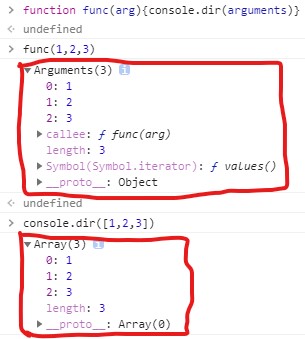 > function func(arg){console.dir(arguments)}
< undefined
> func(1,2,3)
▼Arguments(3) i
0: 1
1: 2
2: 3
▶ callee: ƒ func(arg)
length: 3
▶ Symbol(Symbol.iterator): ƒ values()
▶ __proto__: Object
< undefined
> console.dir([1,2,3])
▼Array(3) i
0: 1
1: 2
2: 3
length: 3
▶ __proto__: Array(0)